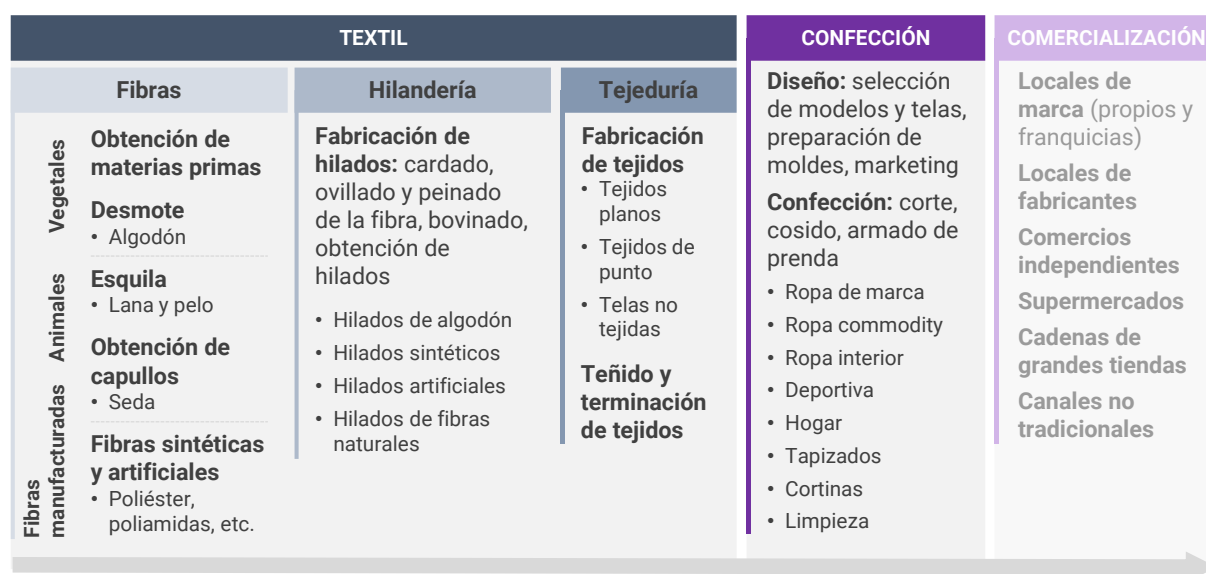 TEXTIL
Fibras
Vegetales
Obtención de
materias primas
Desmote
• Algodón
Animales
Esquila
• Lana y pelo
Obtención de
capullos
• Seda
Fibras
manufacturadas
Fibras sintéticas
y artificiales
• Poliéster,
poliamidas, etc.
Hilandería
Fabricación de
hilados: cardado,
ovillado y peinado
de la fibra, bovinado,
obtención de
hilados
• Hilados de algodón
• Hilados sintéticos
• Hilados artificiales
• Hilados de fibras
naturales
Tejeduría
Fabricación
de tejidos
• Tejidos
planos
• Tejidos de
punto
• Telas no
tejidas
Teñido y
terminación
de tejidos
CONFECCIÓN
Diseño: selección
de modelos y telas,
preparación de
moldes, marketing
Confección: corte,
cosido, armado de
prenda
• Ropa de marca
• Ropa commodity
• Ropa interior
• Deportiva
• Hogar
• Tapizados
• Cortinas
• Limpieza
COMERCIALIZACIÓN
Locales de
marca (propios y
franquicias)
Locales de
fabricantes
Comercios
independientes
Supermercados
Cadenas de
grandes tiendas
Canales no
tradicionales